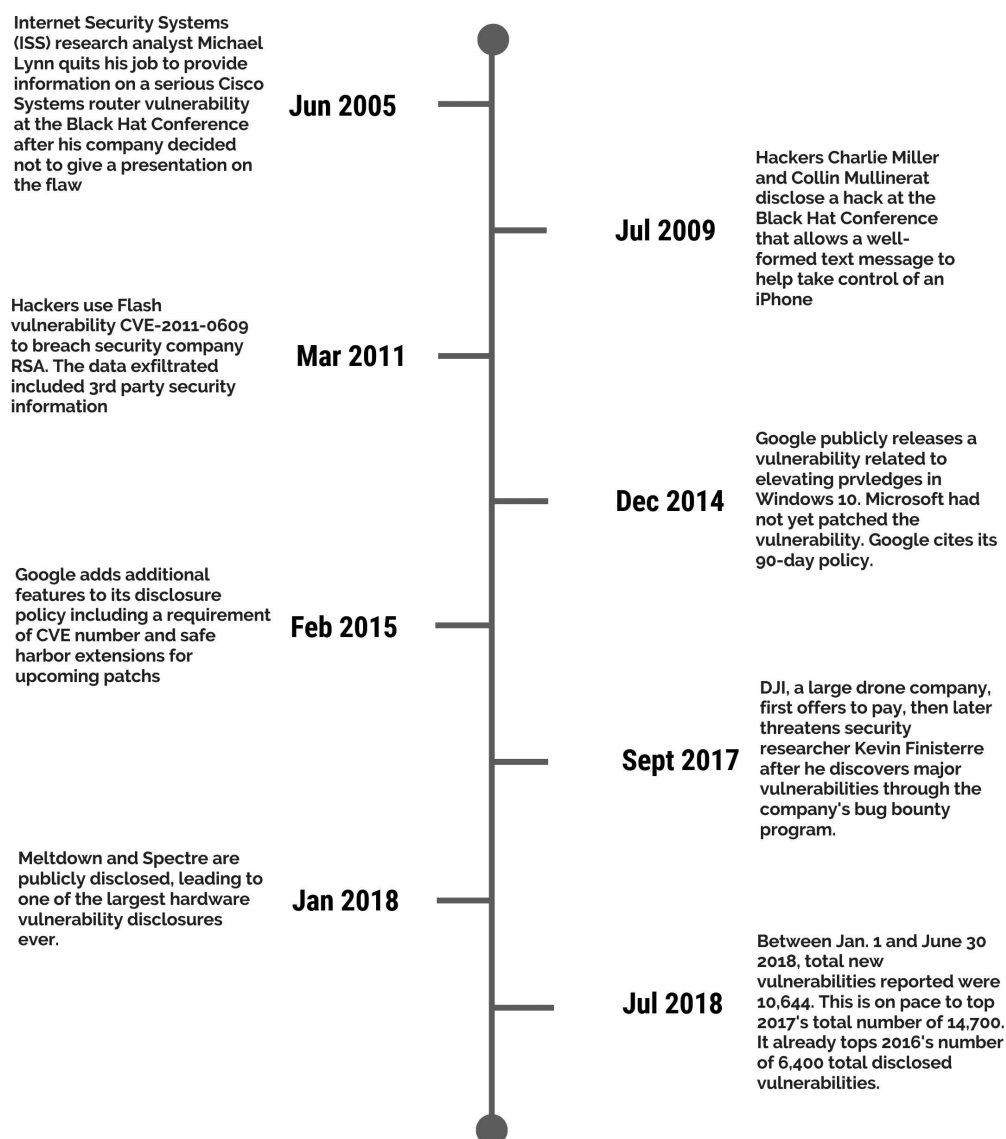 Internet Security Systems
(ISS) research analyst Michael
Lynn quits his job to provide
information on a serious Cisco
Systems router vulnerability
at the Black Hat Conference
after his company decided
not to give a presentation on
the flaw
Jun 2005
Jul 2009
Hackers Charlie Miller
and Collin Mullinerat
disclose a hack at the
Black Hat Conference
that allows a well-
formed text message to
help take control of an
iPhone
Hackers use Flash
vulnerability CVE-2011-0609
to breach security company
RSA. The data exfiltrated
included 3rd party security
information
Mar 2011
Dec 2014
Google publicly releases a
vulnerability related to
elevating prvledges in
Windows 10. Microsoft had
not yet patched the
vulnerability. Google cites its
90-day policy.
Google adds additional
features to its disclosure
policy including a requirement
of CVE number and safe
harbor extensions for
upcoming patchs
Feb 2015
Sept 2017
DJI, a large drone company,
first offers to pay, then later
threatens security
researcher Kevin Finisterre
after he discovers major
vulnerabilities through the
company's bug bounty
program.
Meltdown and Spectre are
publicly disclosed, leading to
one of the largest hardware
vulnerability disclosures
ever.
Jan 2018
Jul 2018
Between Jan. 1 and June 30
2018, total new
vulnerabilities reported were
10,644. This is on pace to top
2017's total number of 14,700.
It already tops 2016's number
of 6,400 total disclosed
vulnerabilities.